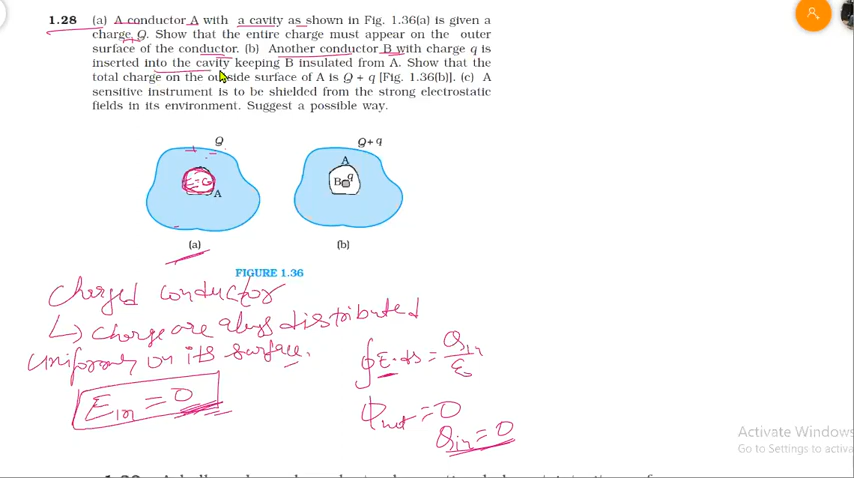 1.28 (a) A conductor A with a cavity as shown in Fig. 1.36(a) is given a
charge Q. Show that the entire charge must appear on the outer
surface of the conductor. (b) Another conductor B with charge q is
inserted into the cavity keeping B insulated from A. Show that the
total charge on the outside surface of A is Q + q [Fig. 1.36(b)]. (c) A
sensitive instrument is to be shielded from the strong electrostatic
fields in its environment. Suggest a possible way.
Q
Q+ q
A
B q
A
(a)
(b)
FIGURE 1.36
Charged conductor
↳ charge are always distributed
Uniformly on its surface.
E_in = 0
∮E·ds = Q_in/ε₀
ϕ_net = 0
Q_in = 0
Activate Windows
Go to Settings to activa